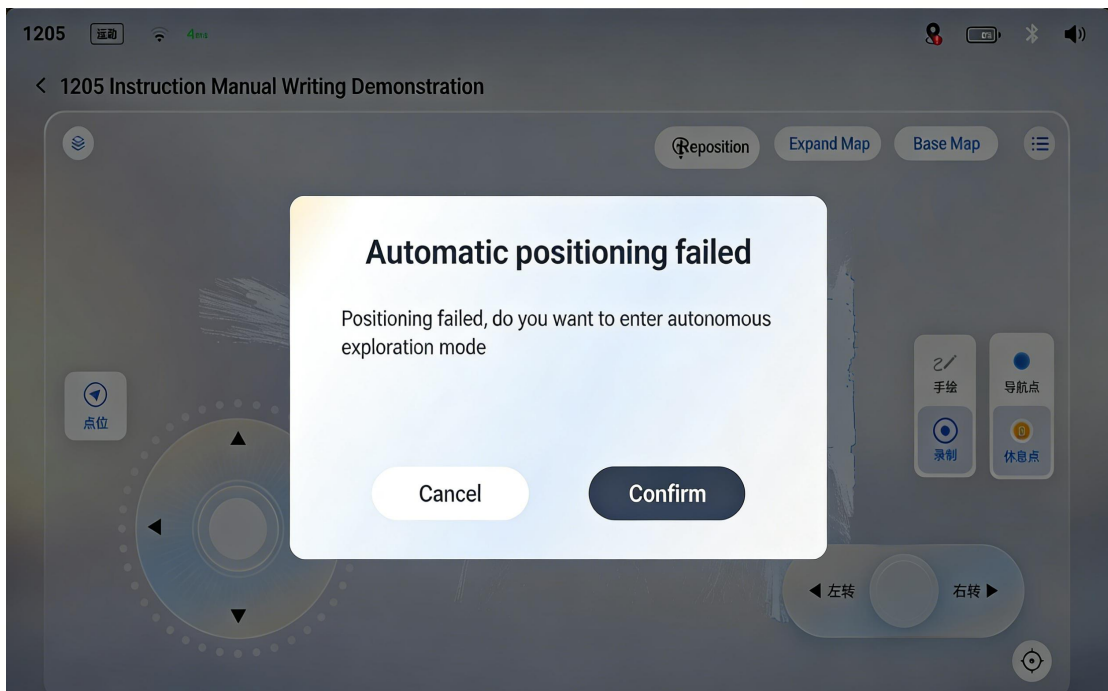 1205 运动
1205 Instruction Manual Writing Demonstration
Reposition Expand Map Base Map
Automatic positioning failed
Positioning failed, do you want to enter autonomous
exploration mode
Cancel Confirm
点位
手绘 导航点
录制 休息点
左转 右转